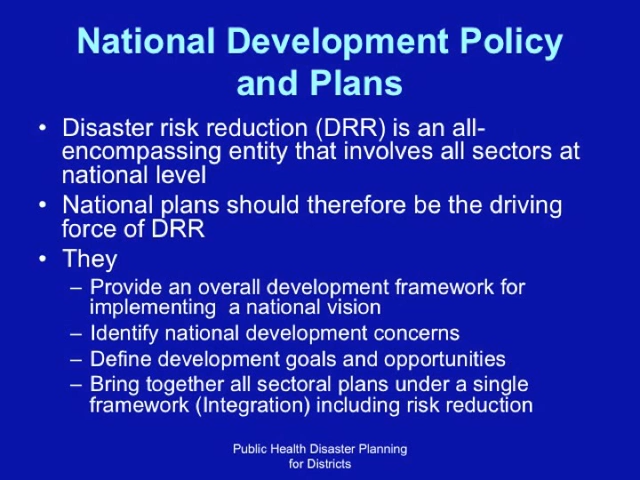 National Development Policy
and Plans
• Disaster risk reduction (DRR) is an all-
encompassing entity that involves all sectors at
national level
• National plans should therefore be the driving
force of DRR
• They
– Provide an overall development framework for
implementing  a national vision
– Identify national development concerns
– Define development goals and opportunities
– Bring together all sectoral plans under a single
framework (Integration) including risk reduction
Public Health Disaster Planning
for Districts